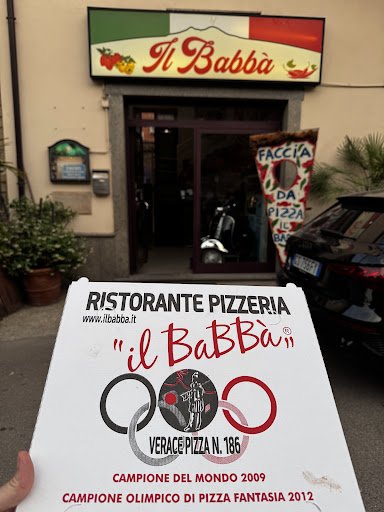 Il Babbà
FACCIA
DA
PIZZA
IL
RISTORANTE PIZZERIA
www.ilbabba.it
"il BaBBà"®
VERACE PIZZA N. 186
CAMPIONE DEL MONDO 2009
CAMPIONE OLIMPICO DI PIZZA FANTASIA 2012